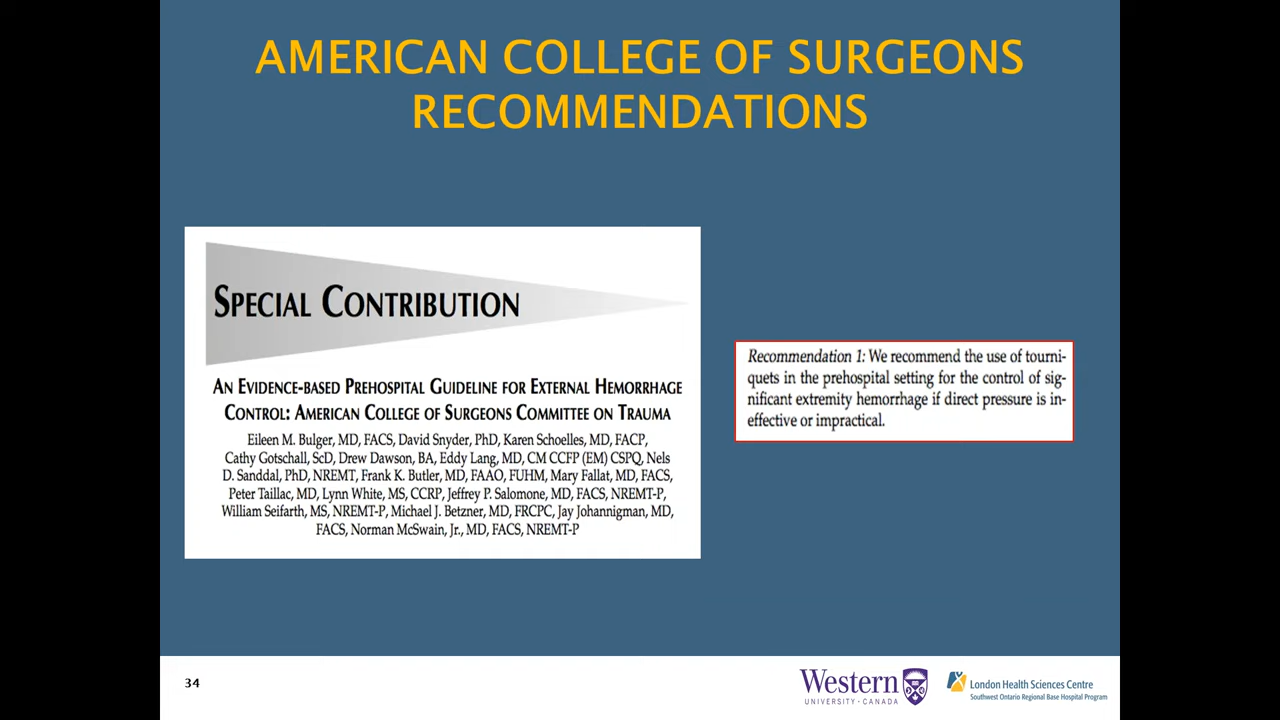 AMERICAN COLLEGE OF SURGEONS
RECOMMENDATIONS
SPECIAL CONTRIBUTION
AN EVIDENCE-BASED PREHOSPITAL GUIDELINE FOR EXTERNAL HEMORRHAGE
CONTROL: AMERICAN COLLEGE OF SURGEONS COMMITTEE ON TRAUMA
Eileen M. Bulger, MD, FACS, David Snyder, PhD, Karen Schoelles, MD, FACP,
Cathy Gotschall, ScD, Drew Dawson, BA, Eddy Lang, MD, CM CCFP (EM) CSPQ, Nels
D. Sanddal, PhD, NREMT, Frank K. Butler, MD, FAAO, FUHM, Mary Fallat, MD, FACS,
Peter Taillac, MD, Lynn White, MS, CCRP, Jeffrey P. Salomone, MD, FACS, NREMT-P,
William Seifarth, MS, NREMT-P, Michael J. Betzner, MD, FRCPC, Jay Johannigman, MD,
FACS, Norman McSwain, Jr., MD, FACS, NREMT-P
Recommendation 1: We recommend the use of tourni-
quets in the prehospital setting for the control of sig-
nificant extremity hemorrhage if direct pressure is in-
effective or impractical.
34
Western
UNIVERSITY · CANADA
London Health Sciences Centre
Southwest Ontario Regional Base Hospital Program